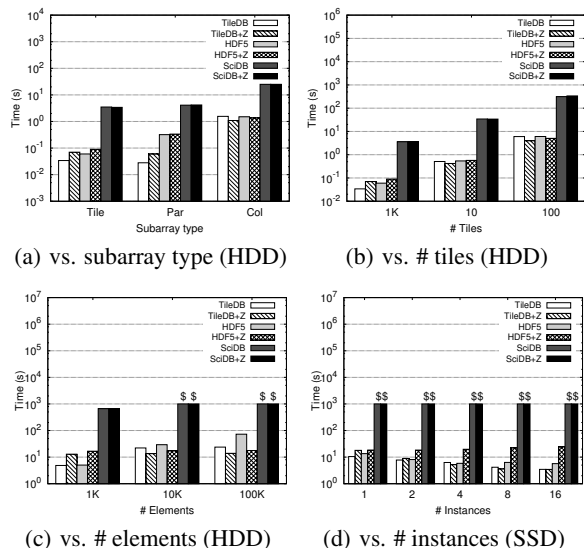 10^4
10^3
10^2
10^1
10^0
10^-1
10^-2
10^-3
Time (s)
TileDB
TileDB+Z
HDF5
HDF5+Z
SciDB
SciDB+Z
Tile Par Col
Subarray type
(a) vs. subarray type (HDD)
10^6
10^5
10^4
10^3
10^2
10^1
10^0
10^-1
10^-2
Time (s)
TileDB
TileDB+Z
HDF5
HDF5+Z
SciDB
SciDB+Z
1K 10 100
# Tiles
(b) vs. # tiles (HDD)
10^7
10^6
10^5
10^4
10^3
10^2
10^1
10^0
Time (s)
TileDB
TileDB+Z
HDF5
HDF5+Z
SciDB
SciDB+Z
$ $ $ $
1K 10K 100K
# Elements
(c) vs. # elements (HDD)
10^7
10^6
10^5
10^4
10^3
10^2
10^1
10^0
Time (s)
TileDB
TileDB+Z
HDF5
HDF5+Z
SciDB
SciDB+Z
$$ $$ $$ $$ $$
1 2 4 8 16
# Instances
(d) vs. # instances (SSD)